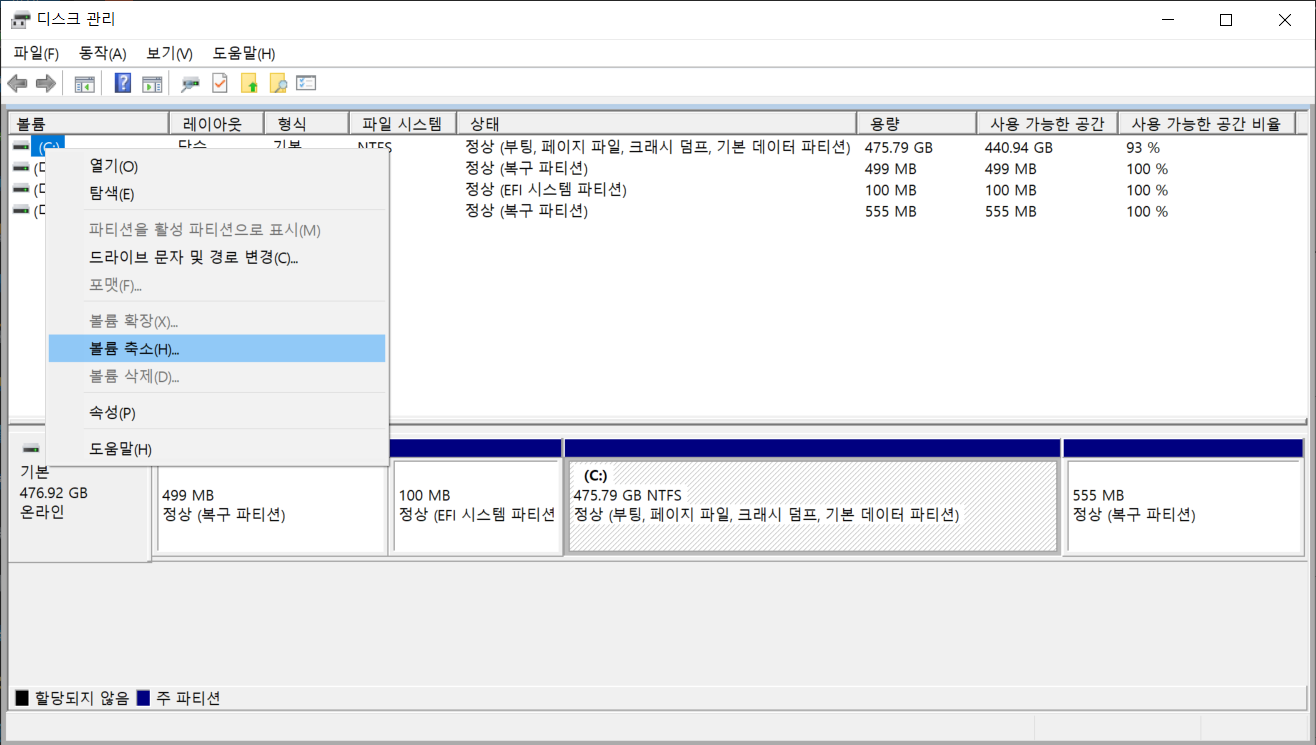 디스크 관리
파일(F) 동작(A) 보기(V) 도움말(H)
볼륨 레이아웃 형식 파일 시스템 상태 용량 사용 가능한 공간 사용 가능한 공간 비율
(C:) 단순 기본 NTFS 정상 (부팅, 페이지 파일, 크래시 덤프, 기본 데이터 파티션) 475.79 GB 440.94 GB 93 %
정상 (복구 파티션) 499 MB 499 MB 100 %
정상 (EFI 시스템 파티션) 100 MB 100 MB 100 %
정상 (복구 파티션) 555 MB 555 MB 100 %
열기(O)
탐색(E)
파티션을 활성 파티션으로 표시(M)
드라이브 문자 및 경로 변경(C)...
포맷(F)...
볼륨 확장(X)...
볼륨 축소(H)...
볼륨 삭제(D)...
속성(P)
도움말(H)
기본
476.92 GB
온라인
499 MB
정상 (복구 파티션)
100 MB
정상 (EFI 시스템 파티션
(C:)
475.79 GB NTFS
정상 (부팅, 페이지 파일, 크래시 덤프, 기본 데이터 파티션)
555 MB
정상 (복구 파티션)
할당되지 않음 주 파티션